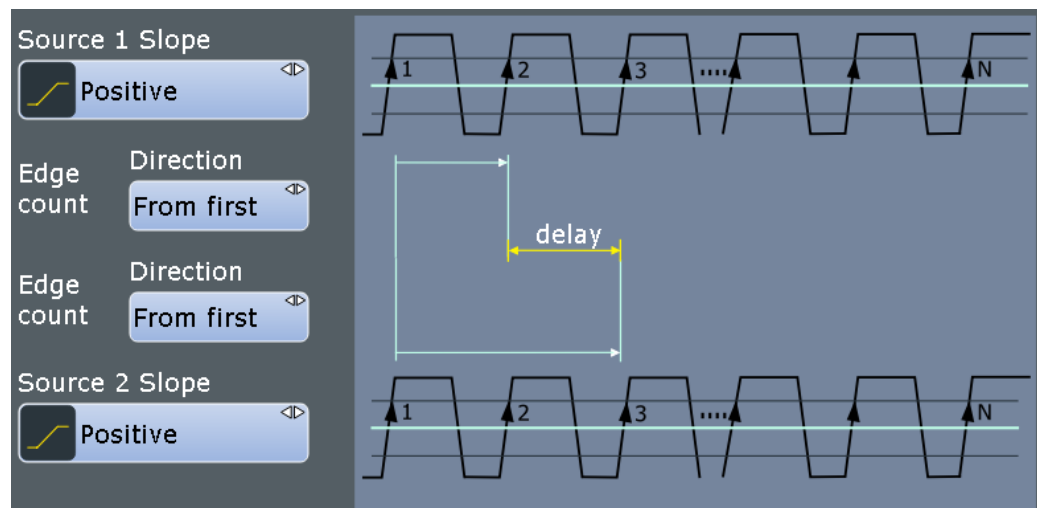 Source 1 Slope
Positive
1 2 3 .... N
Edge count
Direction
From first
delay
Edge count
Direction
From first
Source 2 Slope
Positive
1 2 3 .... N